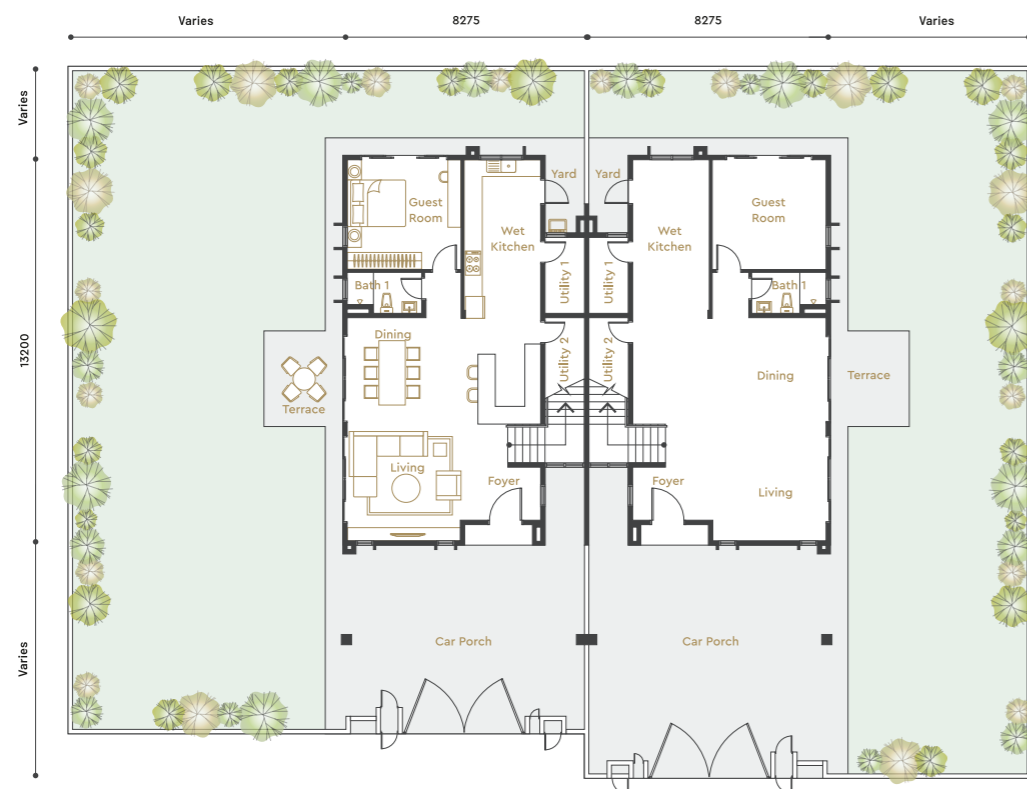 Varies
8275
8275
Varies
Varies
13200
Varies
Guest
Room
Wet
Kitchen
Yard
Yard
Wet
Kitchen
Guest
Room
Bath 1
Utility 1
Utility 1
Bath 1
Dining
Utility 2
Utility 2
Dining
Terrace
Terrace
Living
Foyer
Foyer
Living
Car Porch
Car Porch